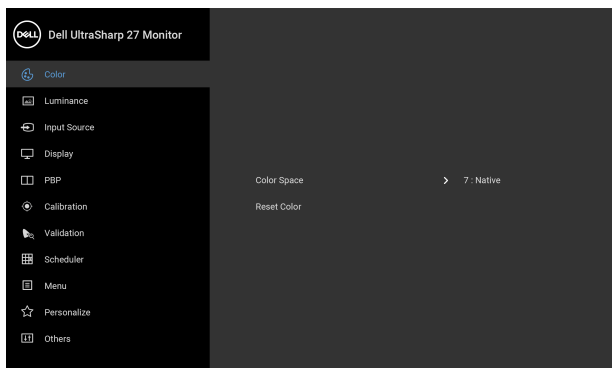 DELL Dell UltraSharp 27 Monitor
Color
Luminance
Input Source
Display
PBP Color Space 7 : Native
Calibration Reset Color
Validation
Scheduler
Menu
Personalize
Others